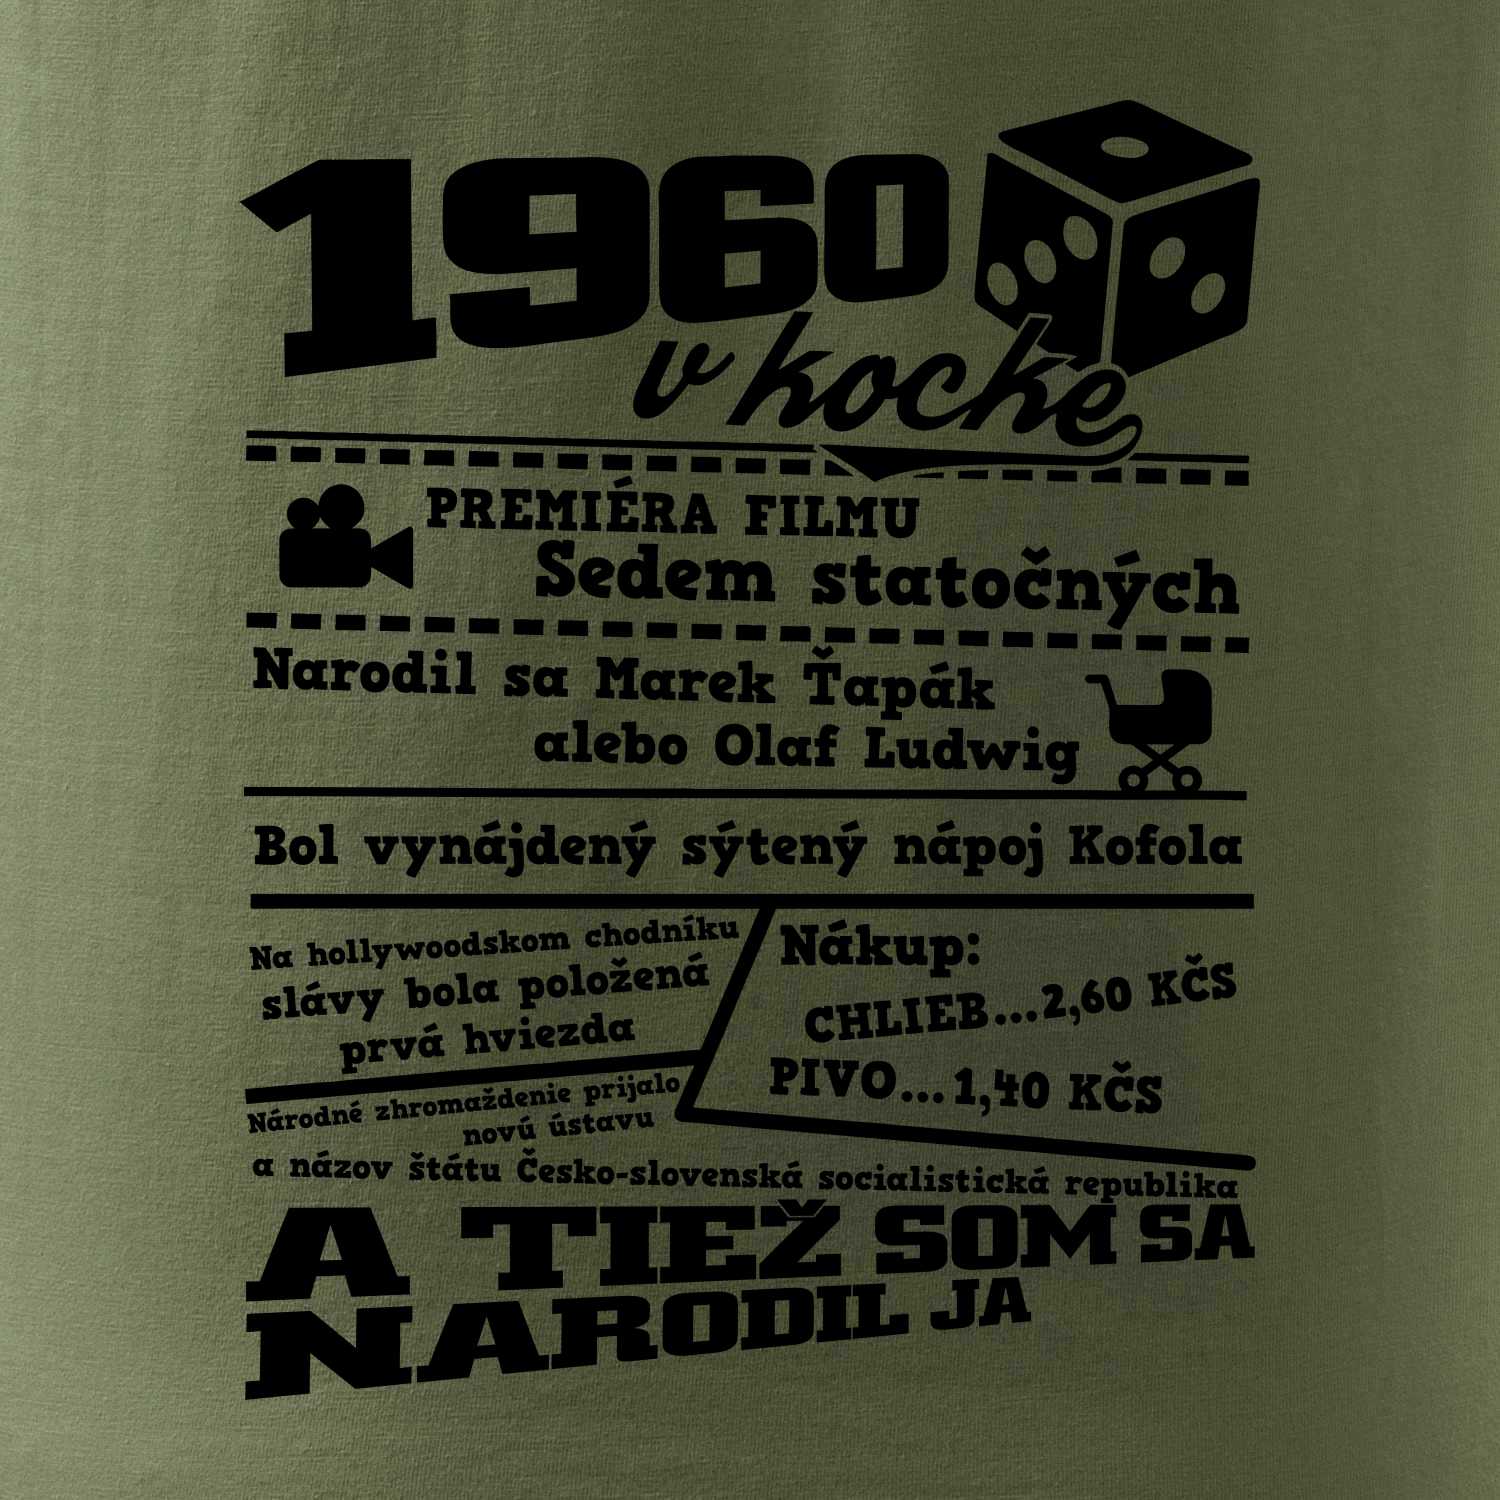 1960
v kocke
PREMIÉRA FILMU
Sedem statočných
Narodil sa Marek Ťapák
alebo Olaf Ludwig
Bol vynájdený sýtený nápoj Kofola
Na hollywoodskom chodníku
slávy bola položená
prvá hviezda
Nákup:
CHLIEB...2,60 KČS
PIVO...1,40 KČS
Národné zhromaždenie prijalo
novú ústavu
a názov štátu Česko-slovenská socialistická republika
A TIEŽ SOM SA
NARODIL JA